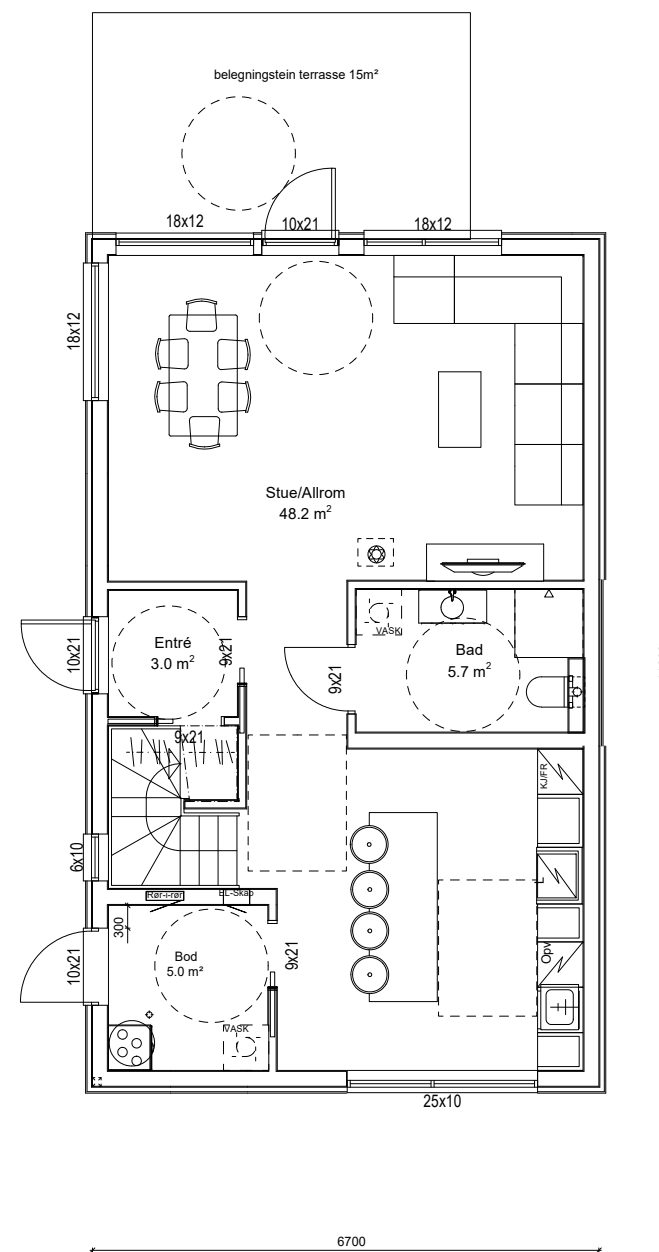 belegningstein terrasse 15m²
18x12
10x21
18x12
18x12
Stue/Allrom
48.2 m²
10x21
Entré
3.0 m²
9x21
VASK
Bad
5.7 m²
9x21
9x21
KJ/FR
6x10
Rør-i-rør
EL-Skap
300
10x21
Bod
5.0 m²
9x21
Opv
VASK
25x10
6700